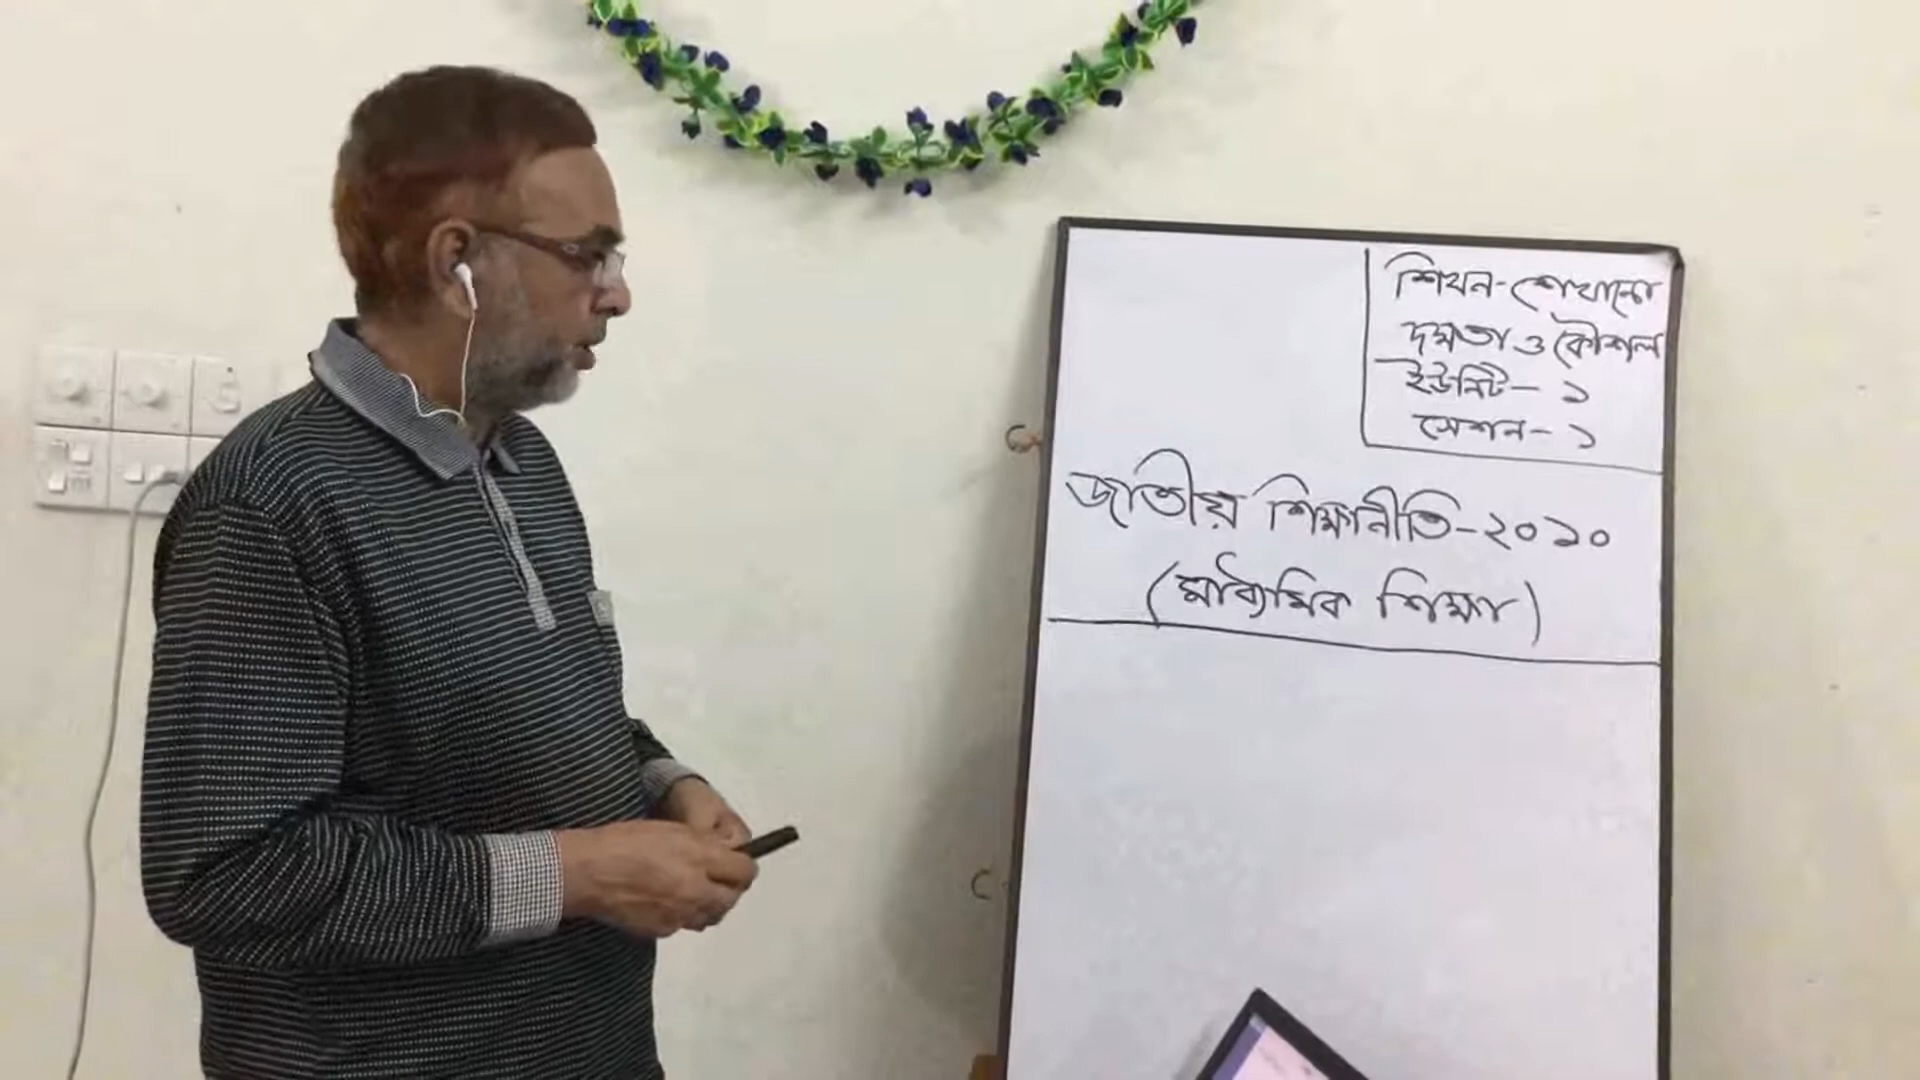 শিখন-শেখানো
দক্ষতা ও কৌশল
ইউনিট- ১
সেশন- ১
জাতীয় শিক্ষানীতি-২০১০
(মাধ্যমিক শিক্ষা)